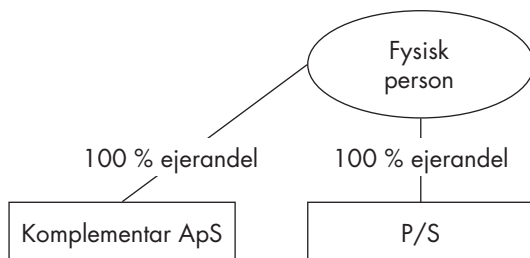 Fysisk
person
100 % ejerandel
100 % ejerandel
Komplementar ApS
P/S